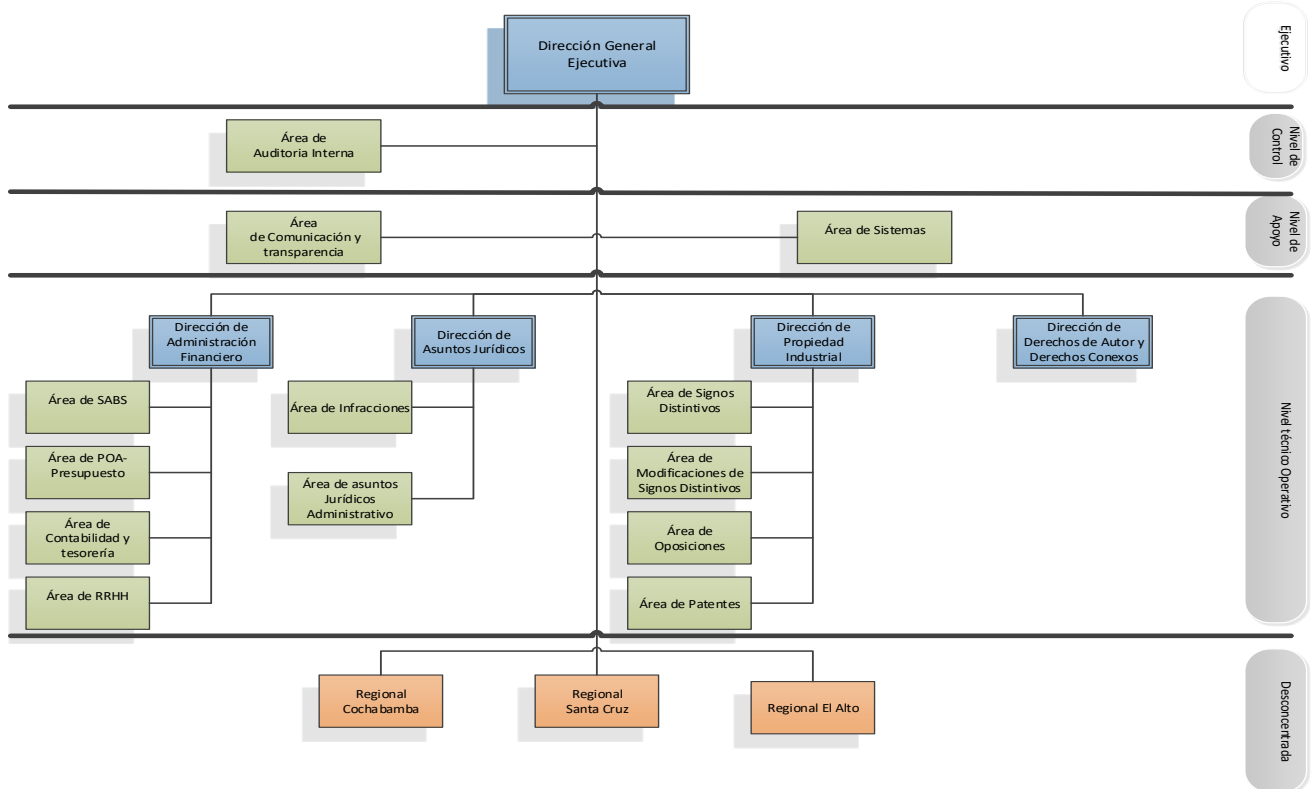 Dirección General
Ejecutiva
Ejecutivo
Área de
Auditoria Interna
Nivel de
Control
Área
de Comunicación y
transparencia
Área de Sistemas
Nivel de
Apoyo
Dirección de
Administración
Financiero
Dirección de
Asuntos Jurídicos
Dirección de
Propiedad
Industrial
Dirección de
Derechos de Autor y
Derechos Conexos
Área de SABS
Área de Infracciones
Área de Signos
Distintivos
Área de POA-
Presupuesto
Área de asuntos
Jurídicos
Administrativo
Área de
Modificaciones de
Signos Distintivos
Área de
Contabilidad y
tesorería
Área de
Oposiciones
Área de RRHH
Área de Patentes
Nivel técnico Operativo
Regional
Cochabamba
Regional
Santa Cruz
Regional El Alto
Desconcentrada